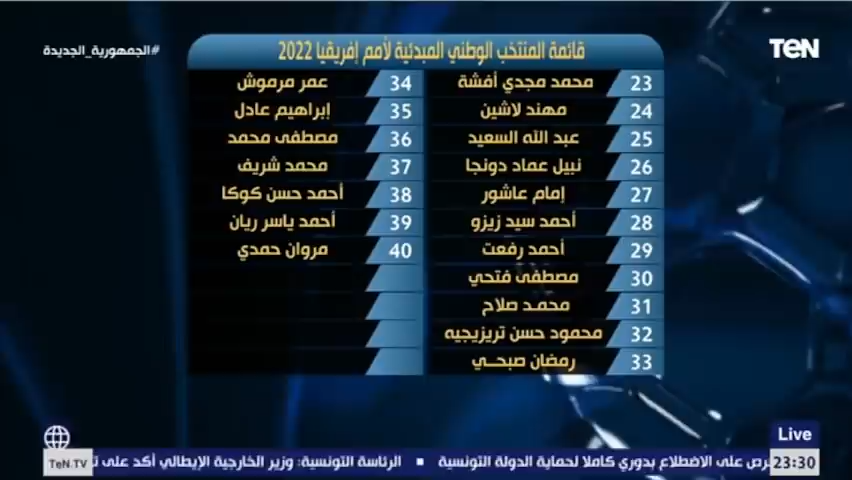 #الجمهورية_الجديدة
TeN
قائمة المنتخب الوطني المبدئية لأمم إفريقيا 2022
23 محمد مجدي أفشة
24 مهند لاشين
25 عبد الله السعيد
26 نبيل عماد دونجا
27 إمام عاشور
28 أحمد سيد زيزو
29 أحمد رفعت
30 مصطفى فتحي
31 محمد صلاح
32 محمود حسن تريزيجيه
33 رمضان صبحي
34 عمر مرموش
35 إبراهيم عادل
36 مصطفى محمد
37 محمد شريف
38 أحمد حسن كوكا
39 أحمد ياسر ريان
40 مروان حمدي
Live
23:30
على الاضطلاع بدوري كاملا لحماية الدولة التونسية ■ الرئاسة التونسية: وزير الخارجية الإيطالي أكد على
TeN.TV